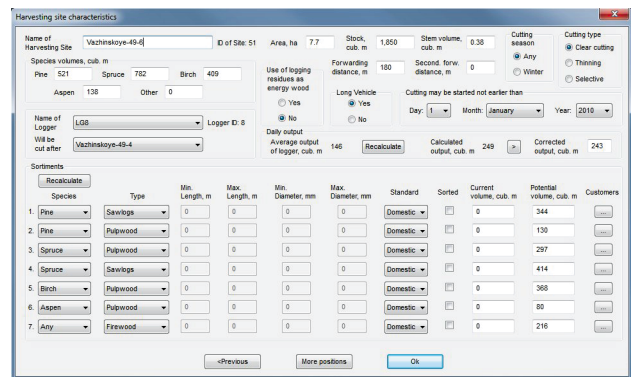 Harvesting site characteristics
Name of Harvesting Site Vazhinskoye-49-6 ID of Site: 51 Area, ha 7.7 Stock, cub. m 1,850 Stem volume, cub. m 0.38
Cutting season
Any
Winter
Cutting type
Clear cutting
Thinning
Selective
Species volumes, cub. m
Pine 521 Spruce 782 Birch 409
Aspen 138 Other 0
Use of logging residues as energy wood
Yes
No
Forwarding distance, m 180 Second. forw. distance, m 0
Long Vehicle
Yes
No
Cutting may be started not earlier than
Day: 1 Month: January Year: 2010
Name of Logger LG8 Logger ID: 8
Will be cut after Vazhinskoye-49-4
Daily output
Average output of logger, cub. m 146 Recalculate Calculated output, cub. m 249 > Corrected output, cub. m 243
Sortiments
Recalculate
Species Type Min. Length, m Max. Length, m Min. Diameter, mm Max. Diameter, mm Standard Sorted Current volume, cub. m Potential volume, cub. m Customers
1. Pine Sawlogs 0 0 0 0 Domestic 0 344 ...
2. Pine Pulpwood 0 0 0 0 Domestic 0 130 ...
3. Spruce Pulpwood 0 0 0 0 Domestic 0 297 ...
4. Spruce Sawlogs 0 0 0 0 Domestic 0 414 ...
5. Birch Pulpwood 0 0 0 0 Domestic 0 368 ...
6. Aspen Pulpwood 0 0 0 0 Domestic 0 80 ...
7. Any Firewood 0 0 0 0 Domestic 0 216 ...
<Previous More positions Ok